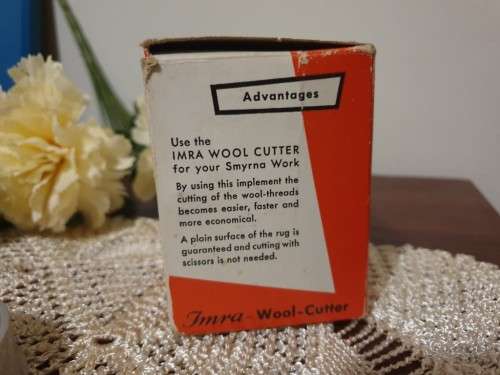 Advantages
Use the
IMRA WOOL CUTTER
for your Smyrna Work
By using this implement the
cutting of the wool-threads
becomes easier, faster and
more economical.
A plain surface of the rug is
guaranteed and cutting with
scissors is not needed.
Imra-Wool-Cutter